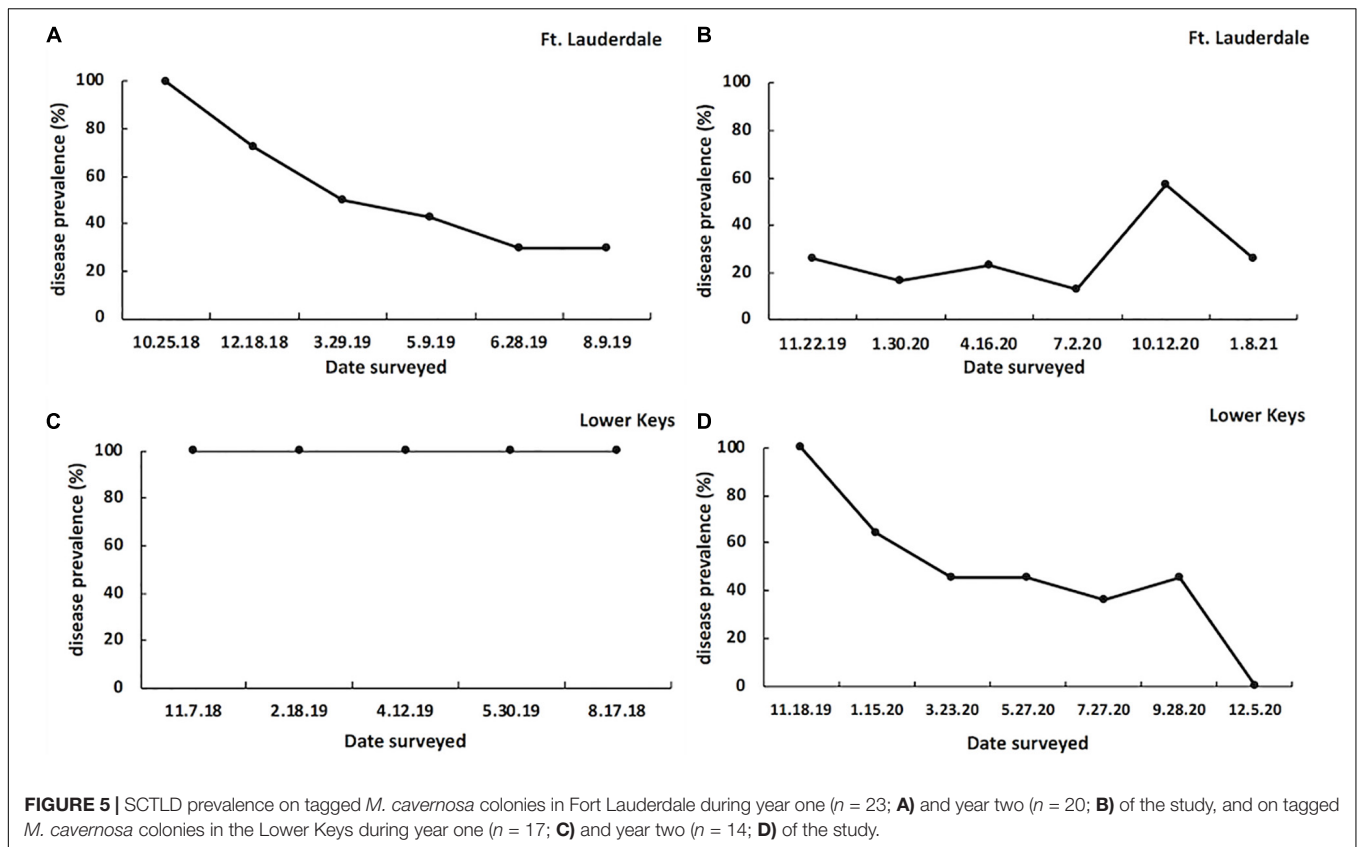 A
Ft. Lauderdale
disease prevalence (%)
100
80
60
40
20
0
10.25.18 12.18.18 3.29.19 5.9.19 6.28.19 8.9.19
Date surveyed
B
Ft. Lauderdale
disease prevalence (%)
100
80
60
40
20
0
11.22.19 1.30.20 4.16.20 7.2.20 10.12.20 1.8.21
Date surveyed
C
Lower Keys
disease prevalence (%)
100
80
60
40
20
0
11.7.18 2.18.19 4.12.19 5.30.19 8.17.18
Date surveyed
D
Lower Keys
disease prevalence (%)
100
80
60
40
20
0
11.18.19 1.15.20 3.23.20 5.27.20 7.27.20 9.28.20 12.5.20
Date surveyed
FIGURE 5 | SCTLD prevalence on tagged M. cavernosa colonies in Fort Lauderdale during year one (n = 23; A) and year two (n = 20; B) of the study, and on tagged
M. cavernosa colonies in the Lower Keys during year one (n = 17; C) and year two (n = 14; D) of the study.